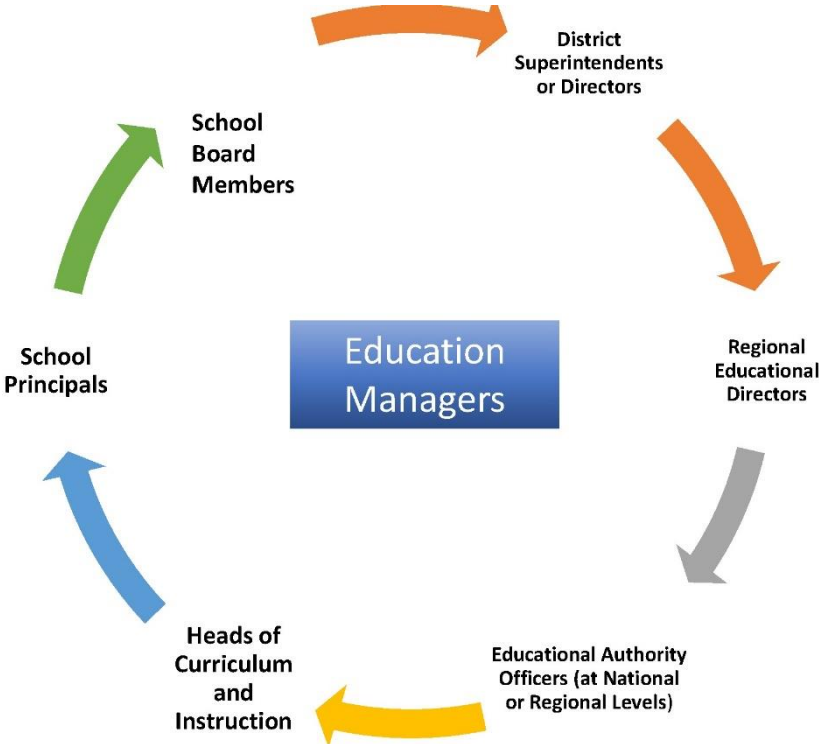 District
Superintendents
or Directors
School
Board
Members
Education
Managers
Regional
Educational
Directors
School
Principals
Educational Authority
Officers (at National
or Regional Levels)
Heads of
Curriculum
and
Instruction